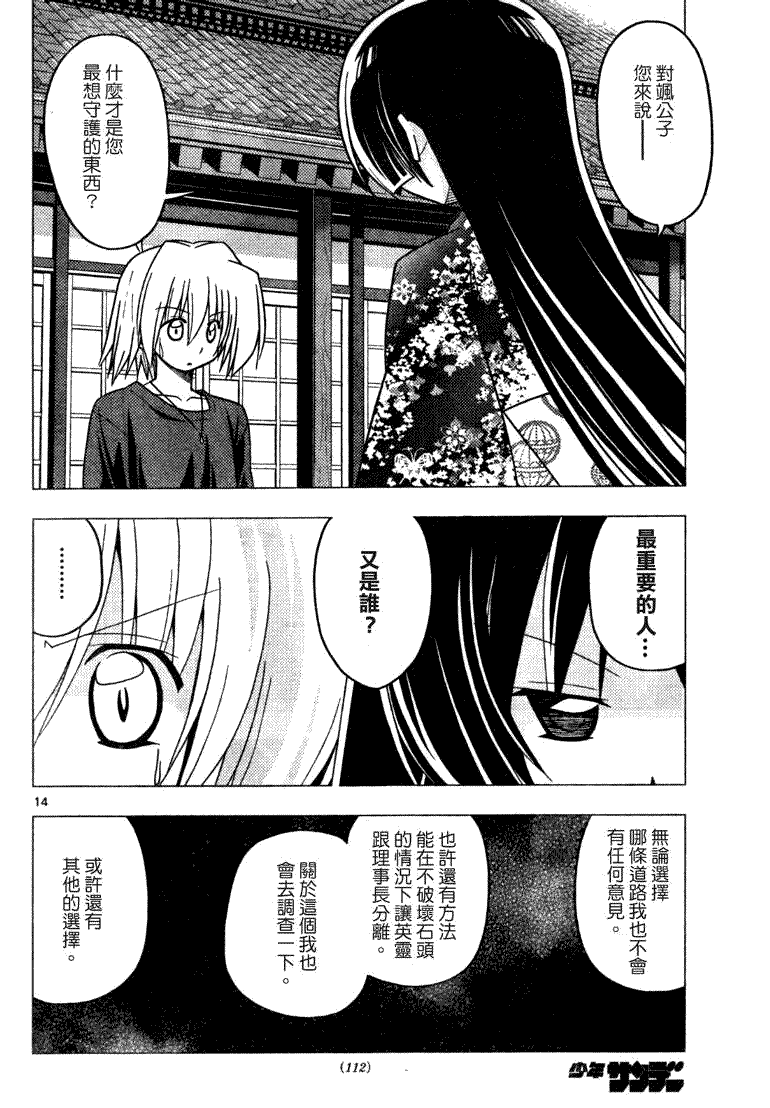 對颯公子
您來說——
什麼才是您
最想守護的東西？
最重要的人…
又是誰？
………
無論選擇
哪條道路我也不會
有任何意見。
也許還有方法
能在不破壞石頭
的情況下讓英靈
跟理事長分離。
關於這個我也
會去調查一下。
或許還有
其他的選擇。
14
(112)
少年サンデー